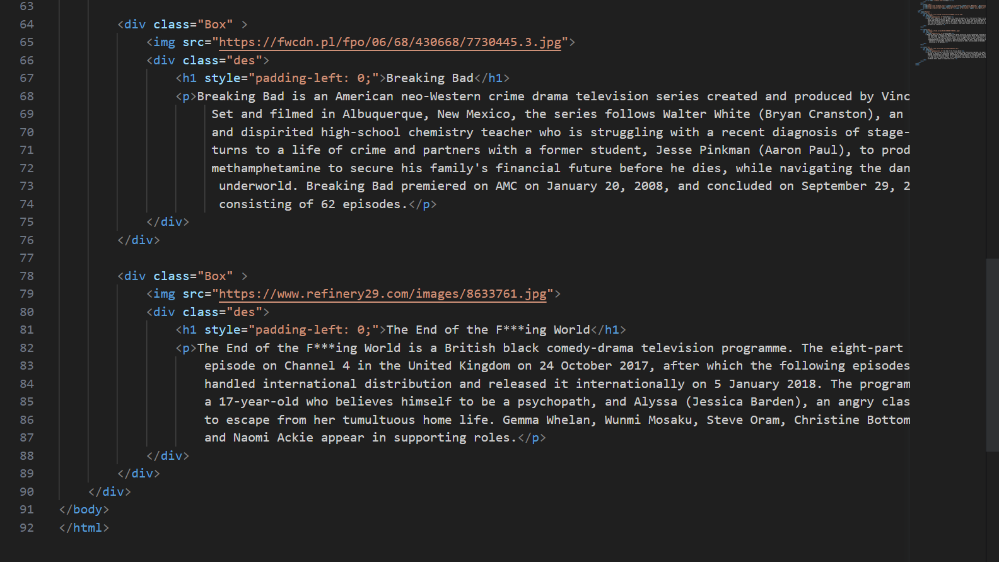 63
64 <div class="Box" >
65 <img src="https://fwcdn.pl/fpo/06/68/430668/7730445.3.jpg">
66 <div class="des">
67 <h1 style="padding-left: 0;">Breaking Bad</h1>
68 <p>Breaking Bad is an American neo-Western crime drama television series created and produced by Vinc
69 Set and filmed in Albuquerque, New Mexico, the series follows Walter White (Bryan Cranston), an
70 and dispirited high-school chemistry teacher who is struggling with a recent diagnosis of stage-
71 turns to a life of crime and partners with a former student, Jesse Pinkman (Aaron Paul), to prod
72 methamphetamine to secure his family's financial future before he dies, while navigating the dan
73 underworld. Breaking Bad premiered on AMC on January 20, 2008, and concluded on September 29, 2
74 consisting of 62 episodes.</p>
75 </div>
76 </div>
77
78 <div class="Box" >
79 <img src="https://www.refinery29.com/images/8633761.jpg">
80 <div class="des">
81 <h1 style="padding-left: 0;">The End of the F***ing World</h1>
82 <p>The End of the F***ing World is a British black comedy-drama television programme. The eight-part
83 episode on Channel 4 in the United Kingdom on 24 October 2017, after which the following episodes
84 handled international distribution and released it internationally on 5 January 2018. The program
85 a 17-year-old who believes himself to be a psychopath, and Alyssa (Jessica Barden), an angry clas
86 to escape from her tumultuous home life. Gemma Whelan, Wunmi Mosaku, Steve Oram, Christine Bottom
87 and Naomi Ackie appear in supporting roles.</p>
88 </div>
89 </div>
90 </div>
91 </body>
92 </html>